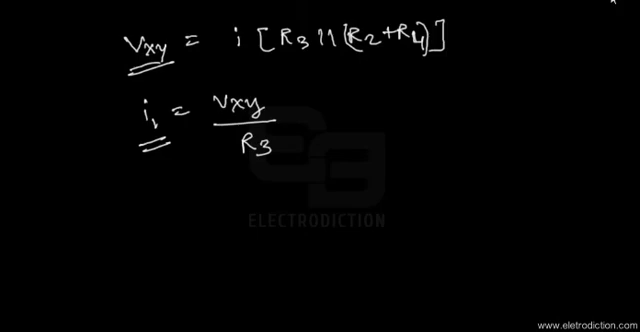 Vxy = i [R3 || (R2+R4)]
i1 = Vxy / R3
ELECTRODICTION
www.eletrodiction.com